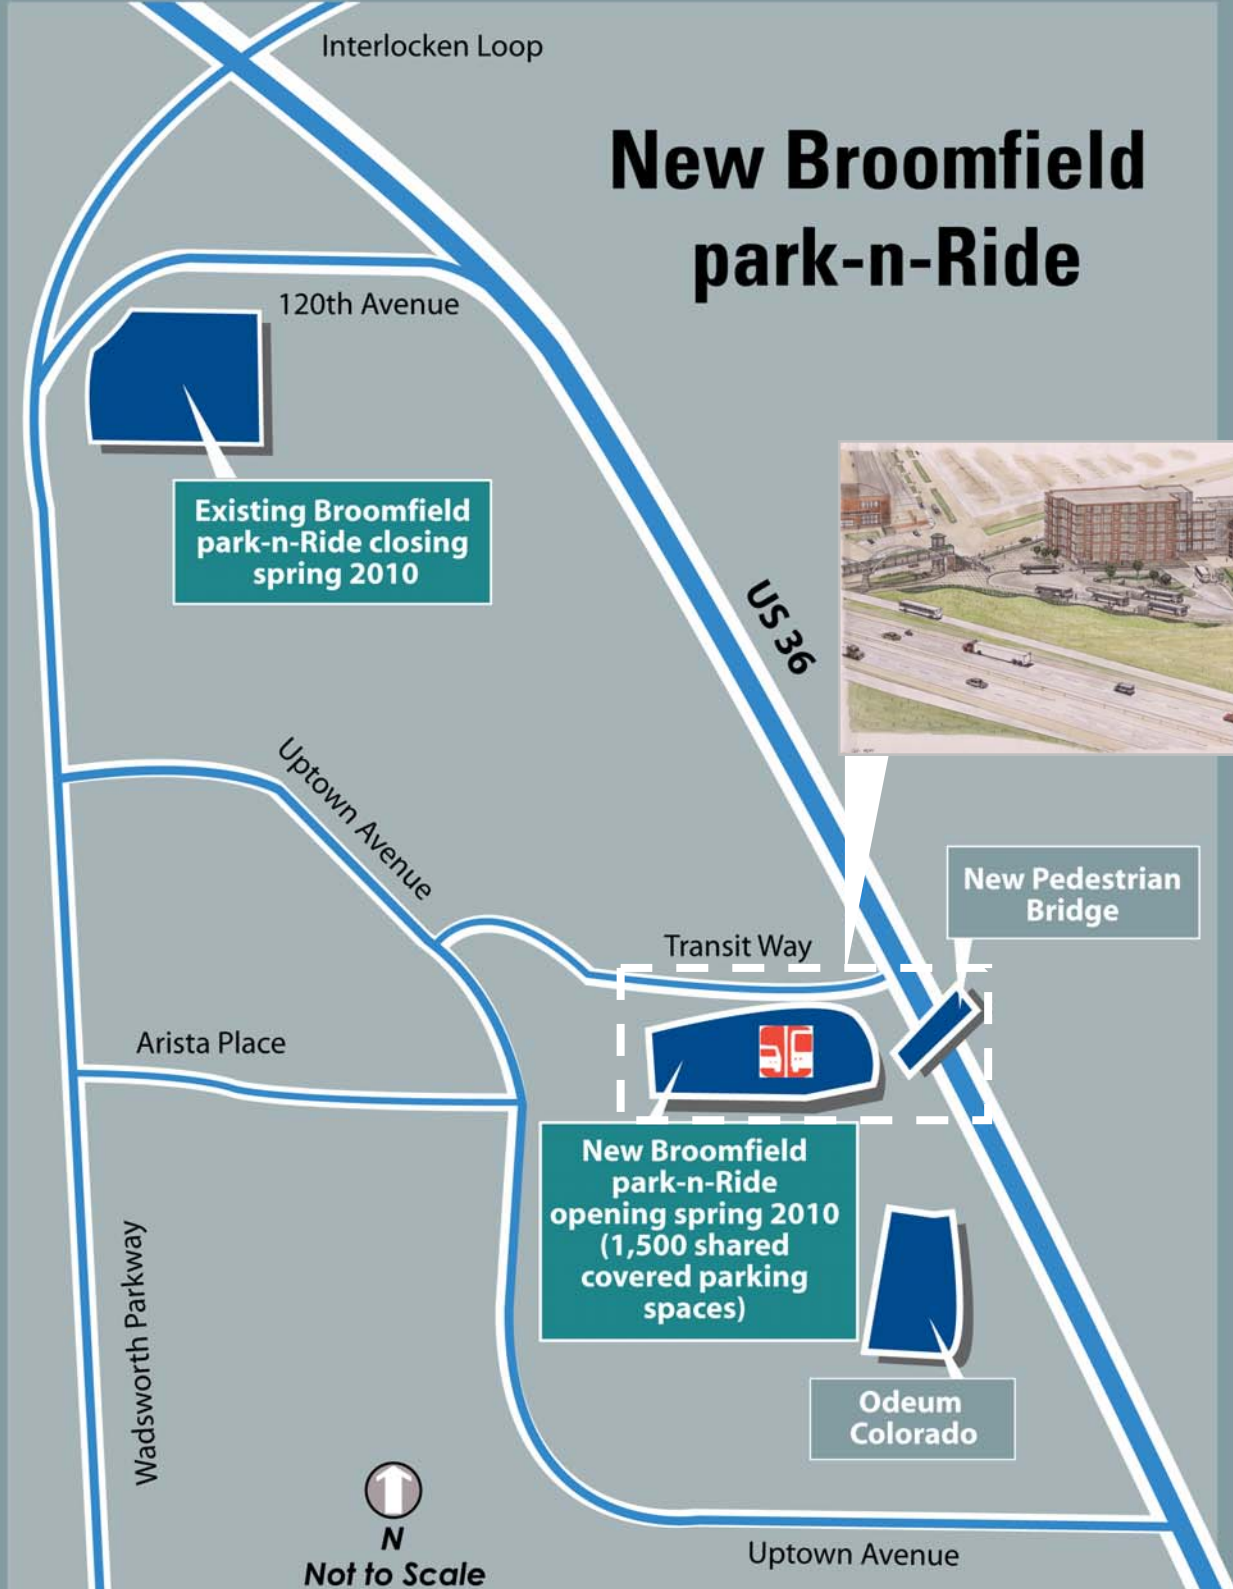 Interlocken Loop
New Broomfield
park-n-Ride
120th Avenue
Existing Broomfield
park-n-Ride closing
spring 2010
US 36
Uptown Avenue
New Pedestrian
Bridge
Transit Way
Arista Place
New Broomfield
park-n-Ride
opening spring 2010
(1,500 shared
covered parking
spaces)
Wadsworth Parkway
Odeum
Colorado
N
Not to Scale
Uptown Avenue